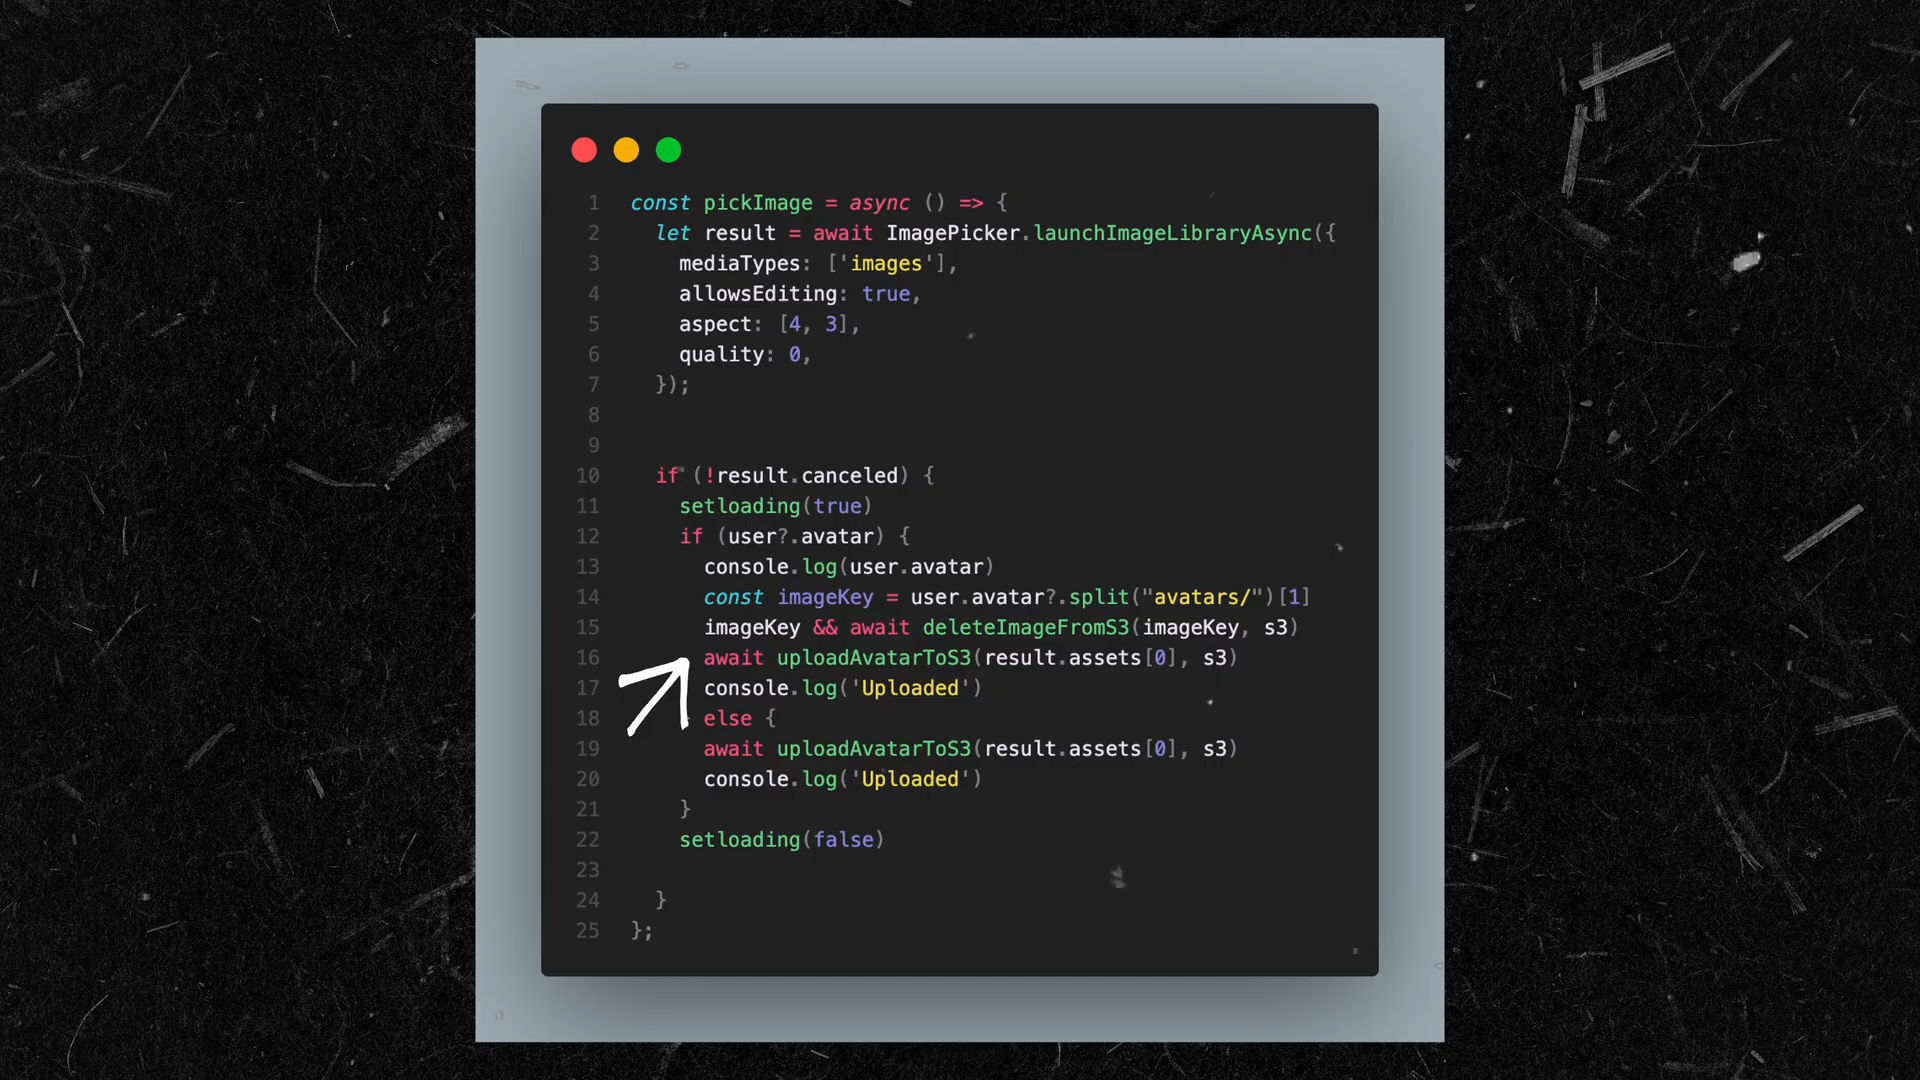 1 const pickImage = async () => {
2 let result = await ImagePicker.launchImageLibraryAsync({
3 mediaTypes: ['images'],
4 allowsEditing: true,
5 aspect: [4, 3],
6 quality: 0,
7 });
8
9
10 if (!result.canceled) {
11 setloading(true)
12 if (user?.avatar) {
13 console.log(user.avatar)
14 const imageKey = user.avatar?.split("avatars/")[1]
15 imageKey && await deleteImageFromS3(imageKey, s3)
16 await uploadAvatarToS3(result.assets[0], s3)
17 console.log('Uploaded')
18 else {
19 await uploadAvatarToS3(result.assets[0], s3)
20 console.log('Uploaded')
21 }
22 setloading(false)
23
24 }
25 };